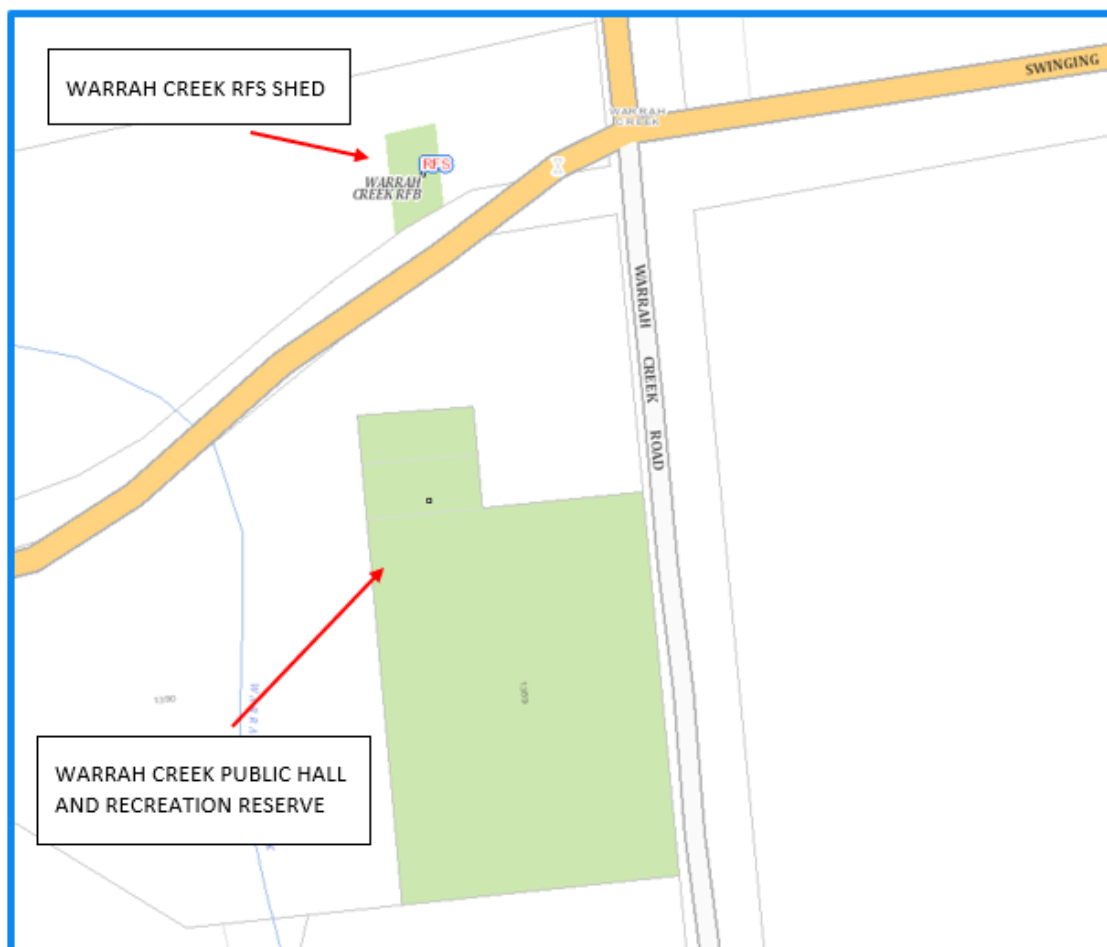 WARRAH CREEK RFS SHED
SWINGING
WARRAH
CREEK
RFS
WARRAH
CREEK RFB
WARRAH CREEK ROAD
WARRA
WARRAH CREEK PUBLIC HALL
AND RECREATION RESERVE